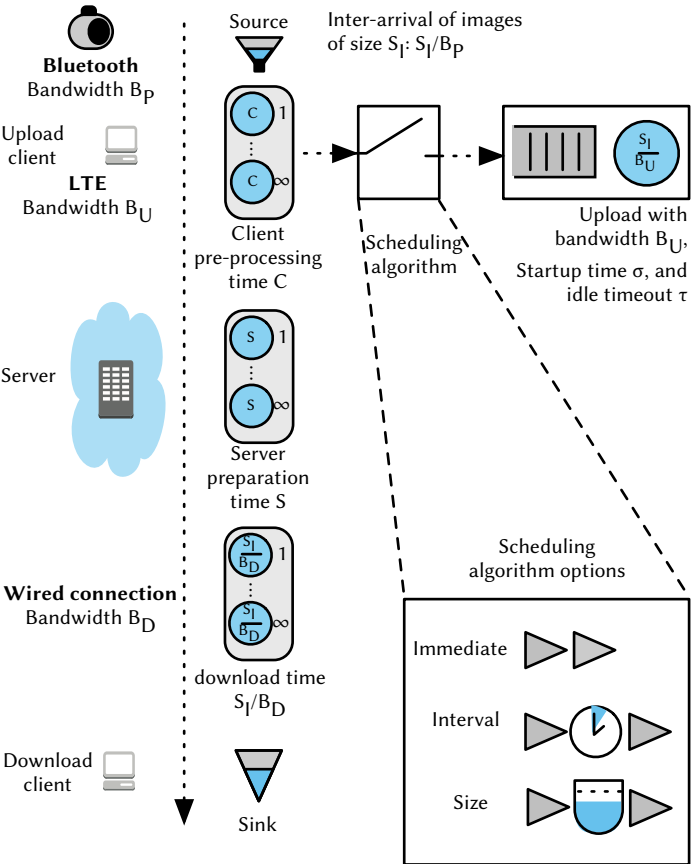 Source
Inter-arrival of images
of size S_I: S_I/B_P
Bluetooth
Bandwidth B_P
C 1
⋮
C ∞
Upload
client
LTE
Bandwidth B_U
S_I
B_U
Client
pre-processing
time C
Scheduling
algorithm
Upload with
bandwidth B_U,
Startup time σ, and
idle timeout τ
Server
S 1
⋮
S ∞
Server
preparation
time S
S_I
B_D 1
⋮
S_I
B_D ∞
Wired connection
Bandwidth B_D
download time
S_I/B_D
Download
client
Sink
Scheduling
algorithm options
Immediate
Interval
Size